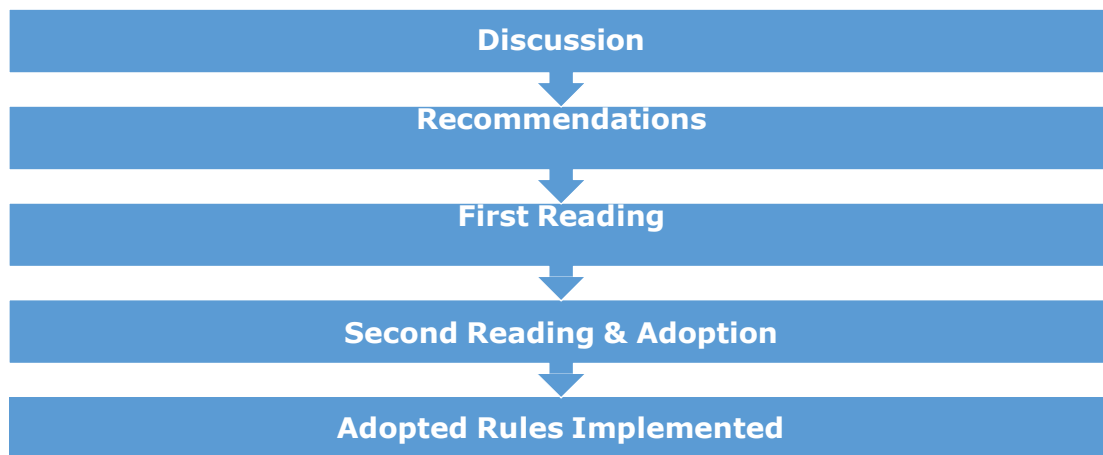 Discussion
Recommendations
First Reading
Second Reading & Adoption
Adopted Rules Implemented